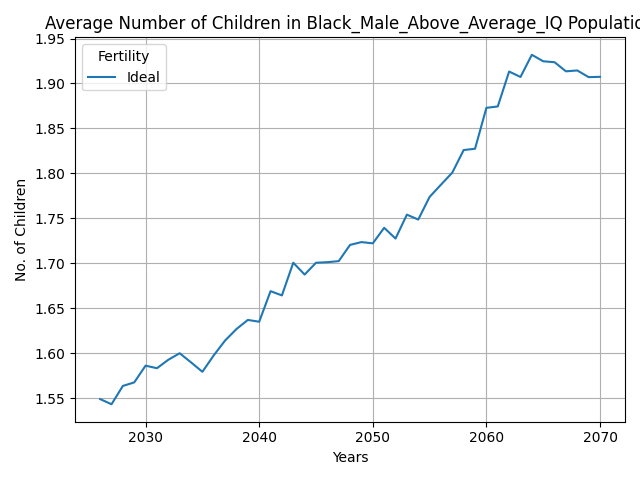 Average Number of Children in Black_Male_Above_Average_IQ Populatio
Fertility
Ideal
No. of Children
1.95
1.90
1.85
1.80
1.75
1.70
1.65
1.60
1.55
2030 2040 2050 2060 2070
Years